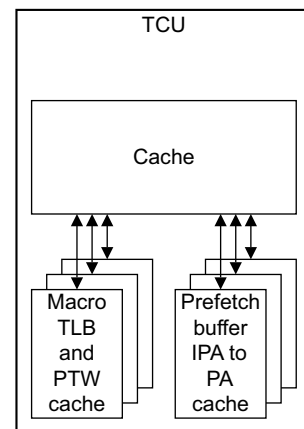 TCU
Cache
Macro
TLB
and
PTW
cache
Prefetch
buffer
IPA to
PA
cache